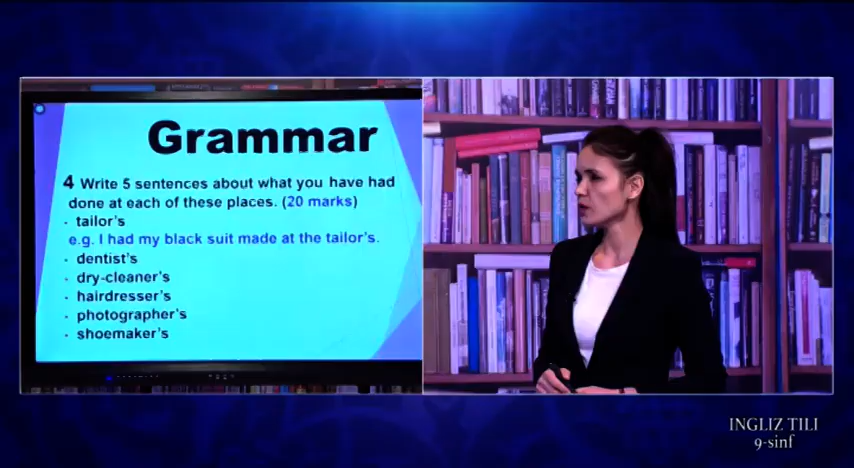 Grammar
4 Write 5 sentences about what you have had
done at each of these places. (20 marks)
- tailor's
e.g. I had my black suit made at the tailor's.
- dentist's
- dry-cleaner's
- hairdresser's
- photographer's
- shoemaker's
INGLIZ TILI
9-sinf